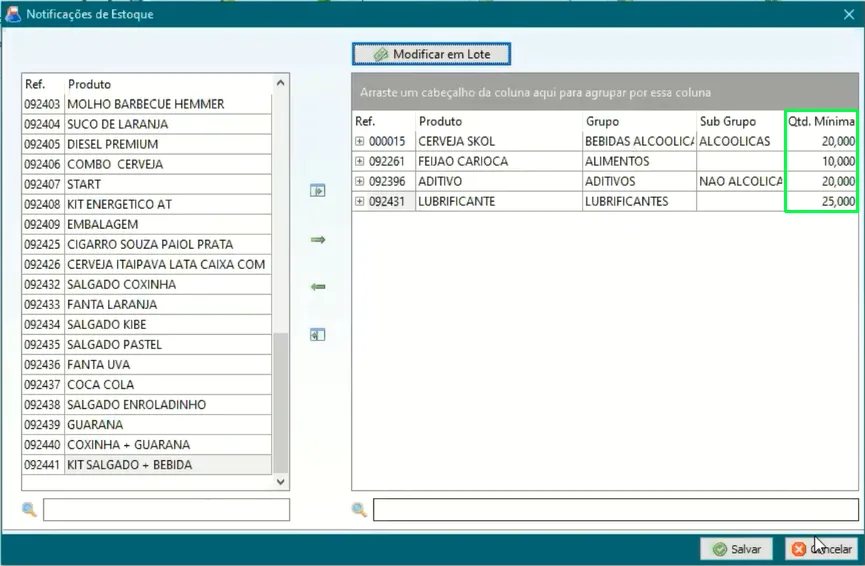 Notificações de Estoque
Modificar em Lote
Ref. Produto
092403 MOLHO BARBECUE HEMMER
092404 SUCO DE LARANJA
092405 DIESEL PREMIUM
092406 COMBO CERVEJA
092407 START
092408 KIT ENERGETICO AT
092409 EMBALAGEM
092425 CIGARRO SOUZA PAIOL PRATA
092426 CERVEJA ITAIPAVA LATA CAIXA COM
092432 SALGADO COXINHA
092433 FANTA LARANJA
092434 SALGADO KIBE
092435 SALGADO PASTEL
092436 FANTA UVA
092437 COCA COLA
092438 SALGADO ENROLADINHO
092439 GUARANA
092440 COXINHA + GUARANA
092441 KIT SALGADO + BEBIDA
Arraste um cabeçalho da coluna aqui para agrupar por essa coluna
Ref. Produto Grupo Sub Grupo Qtd. Mínima
000015 CERVEJA SKOL BEBIDAS ALCOOLICA ALCOOLICAS 20,000
092261 FEIJAO CARIOCA ALIMENTOS 10,000
092396 ADITIVO ADITIVOS NAO ALCOLICA 20,000
092431 LUBRIFICANTE LUBRIFICANTES 25,000
Salvar Cancelar